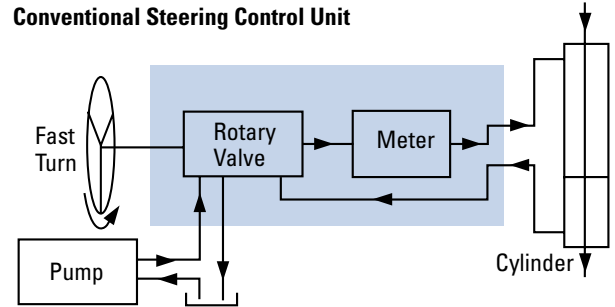 Conventional Steering Control Unit
Fast
Turn
Rotary
Valve
Meter
Pump
Cylinder